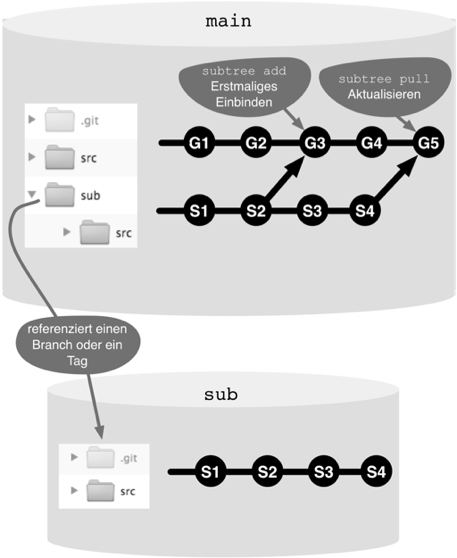 main
subtree add
Erstmaliges
Einbinden
subtree pull
Aktualisieren
.git
src
sub
src
G1 G2 G3 G4 G5
S1 S2 S3 S4
referenziert einen
Branch oder ein
Tag
sub
.git
src
S1 S2 S3 S4